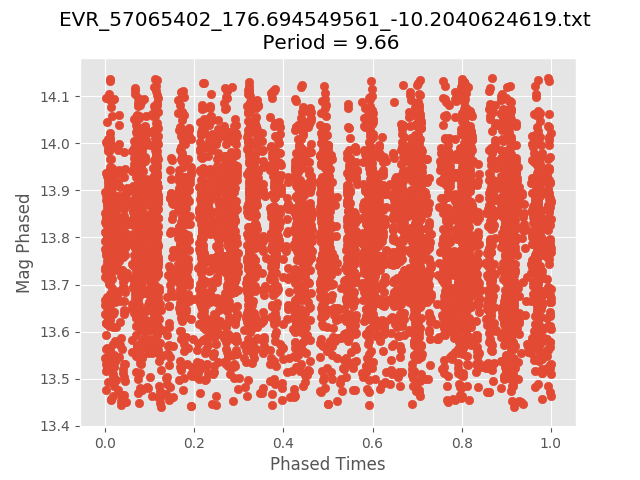 EVR_57065402_176.694549561_-10.2040624619.txt
Period = 9.66
Mag Phased
14.1
14.0
13.9
13.8
13.7
13.6
13.5
13.4
0.0 0.2 0.4 0.6 0.8 1.0
Phased Times